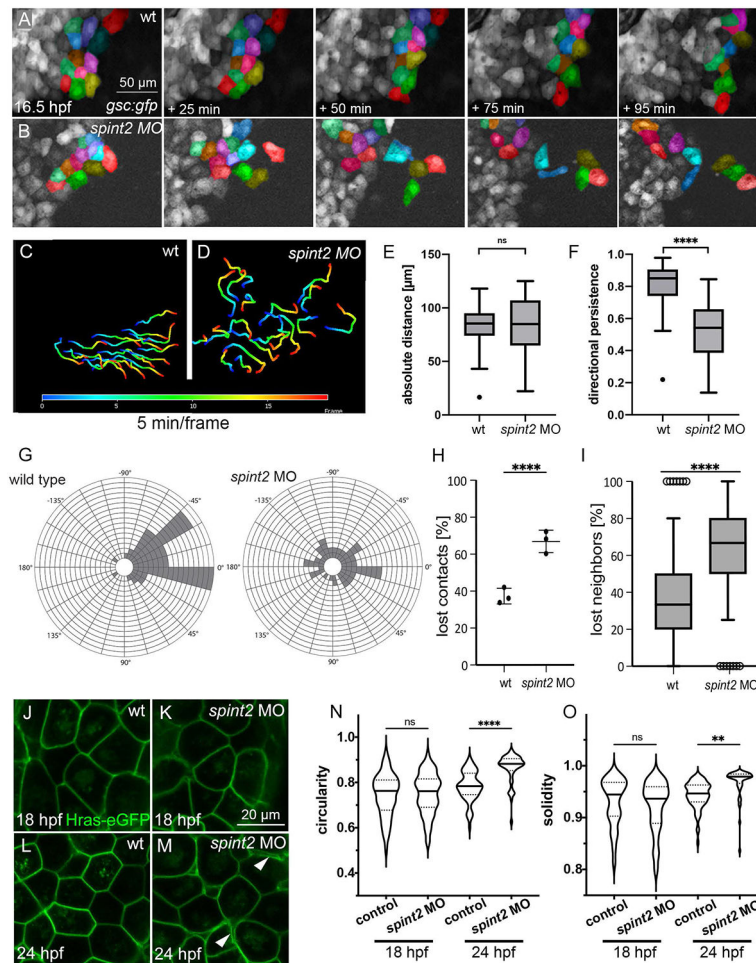 A
wt
50 µm
16.5 hpf
gsc:gfp
+ 25 min
+ 50 min
+ 75 min
+ 95 min
B
spint2 MO
C
wt
D
spint2 MO
0
5
10
15
Frame
5 min/frame
E
ns
absolute distance [µm]
150
100
50
0
wt
spint2 MO
F
****
directional persistence
1.0
0.8
0.6
0.4
0.2
0.0
wt
spint2 MO
G
wild type
-90°
-135°
-45°
180°
0°
135°
45°
90°
spint2 MO
-90°
-135°
-45°
180°
0°
135°
45°
90°
H
****
lost contacts [%]
100
80
60
40
20
0
wt
spint2 MO
I
****
lost neighbors [%]
100
80
60
40
20
0
wt
spint2 MO
J
wt
18 hpf
Hras-eGFP
K
spint2 MO
18 hpf
20 µm
L
wt
24 hpf
M
spint2 MO
24 hpf
N
ns
****
circularity
1.0
0.8
0.6
0.4
control
spint2 MO
control
spint2 MO
18 hpf
24 hpf
O
ns
**
solidity
1.0
0.9
0.8
control
spint2 MO
control
spint2 MO
18 hpf
24 hpf